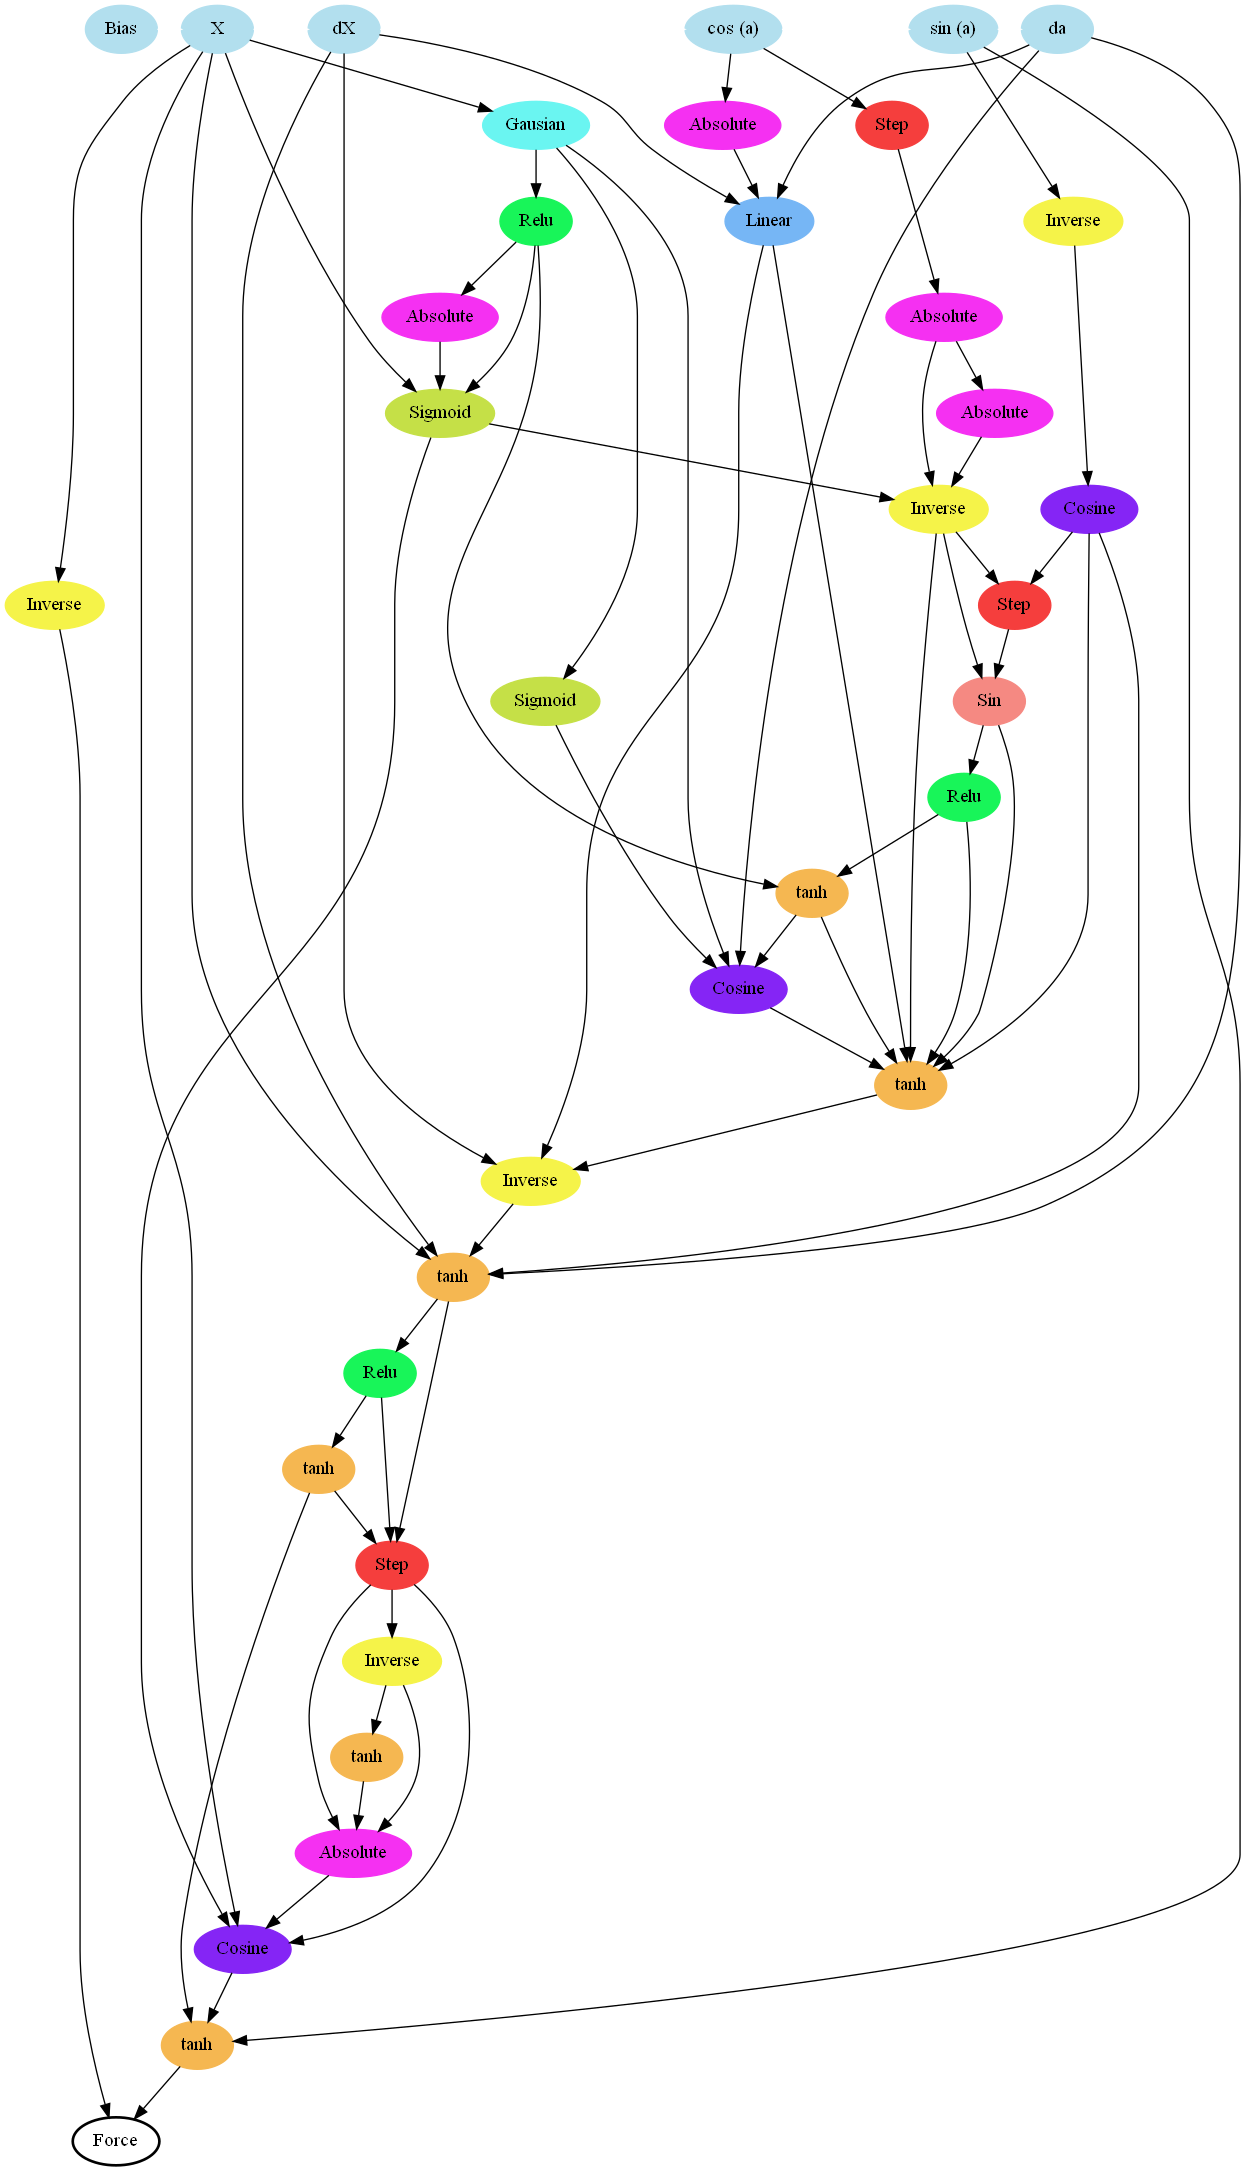 Bias
X
dX
cos (a)
sin (a)
da
Gausian
Absolute
Step
Relu
Linear
Inverse
Absolute
Absolute
Sigmoid
Absolute
Inverse
Cosine
Inverse
Step
Sigmoid
Sin
Relu
tanh
Cosine
tanh
Inverse
tanh
Relu
tanh
Step
Inverse
tanh
Absolute
Cosine
tanh
Force